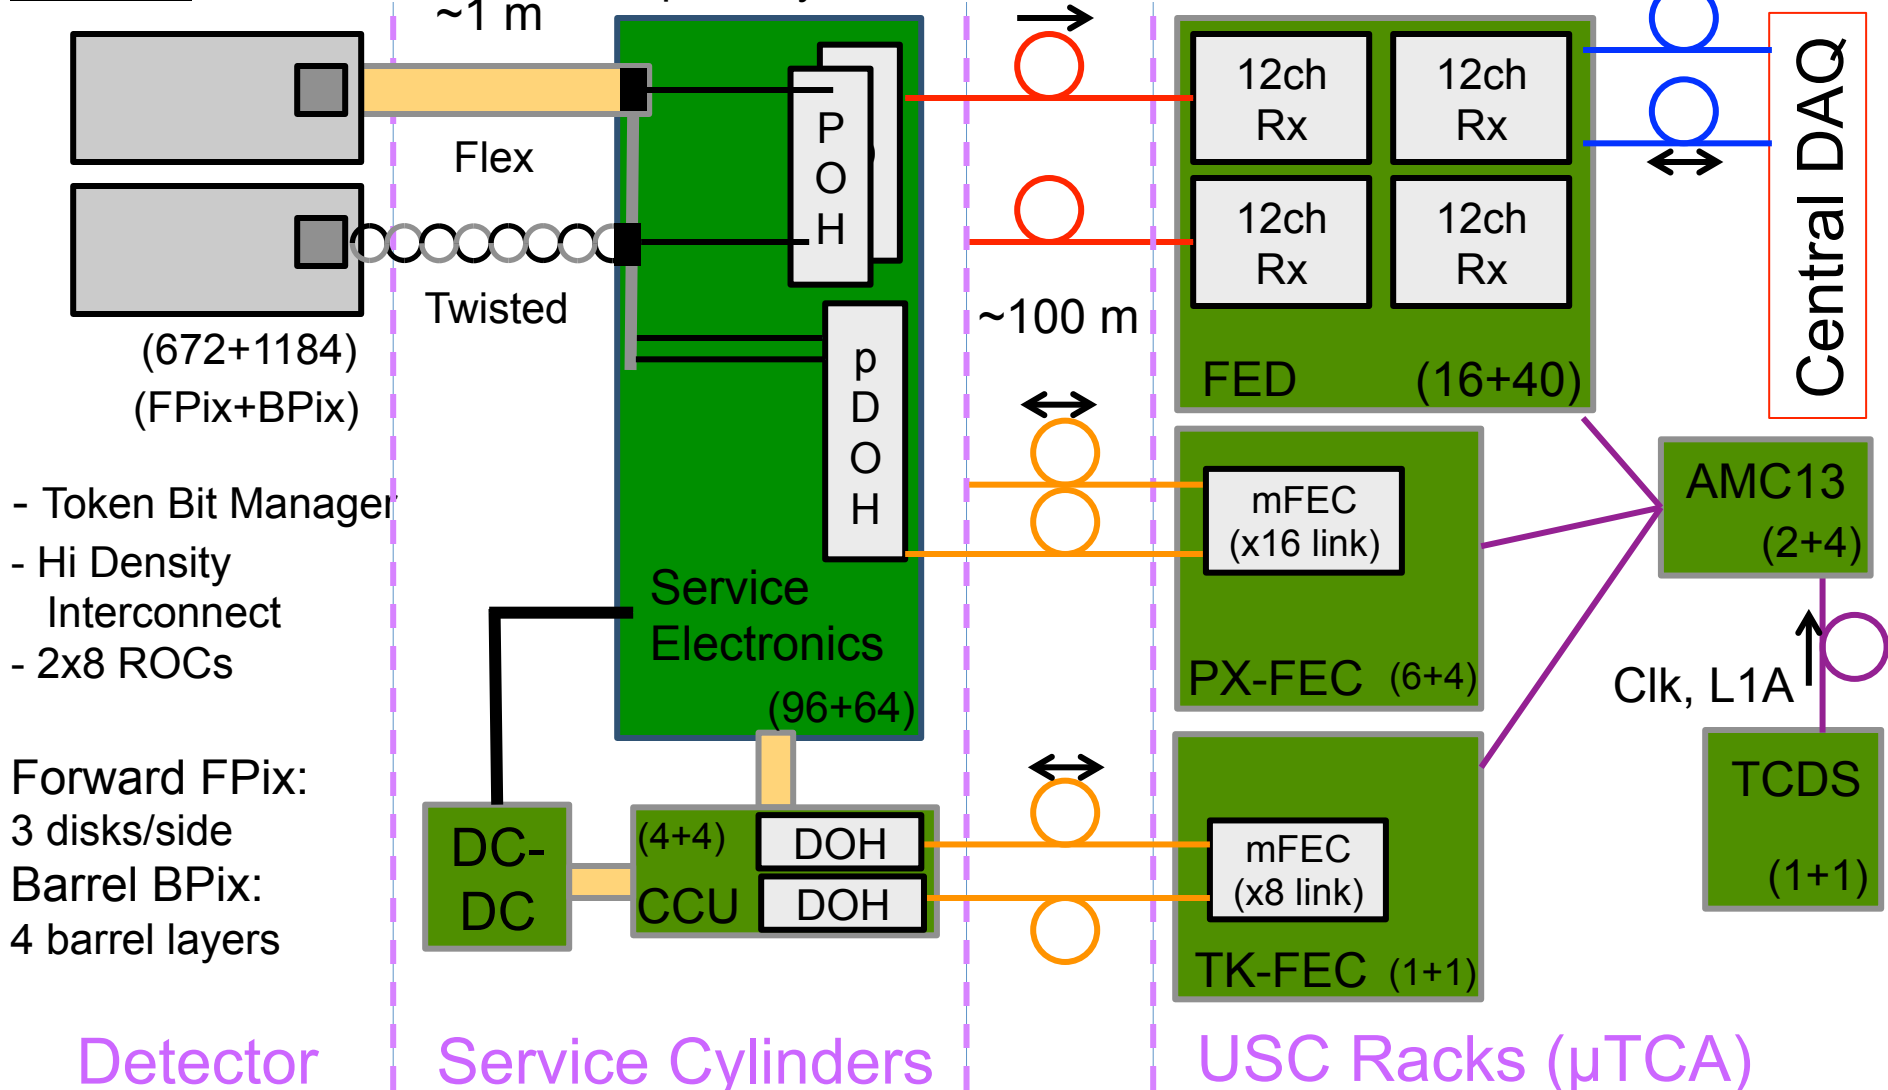 ~1 m
Flex
Twisted
(672+1184)
(FPix+BPix)
- Token Bit Manager
- Hi Density
Interconnect
- 2x8 ROCs
Forward FPix:
3 disks/side
Barrel BPix:
4 barrel layers
Detector
P
O
H
p
D
O
H
Service
Electronics
(96+64)
DC-
DC
(4+4)
CCU
DOH
DOH
Service Cylinders
~100 m
12ch
Rx
12ch
Rx
12ch
Rx
12ch
Rx
FED
(16+40)
mFEC
(x16 link)
PX-FEC (6+4)
mFEC
(x8 link)
TK-FEC (1+1)
USC Racks (µTCA)
Central DAQ
AMC13
(2+4)
Clk, L1A
TCDS
(1+1)